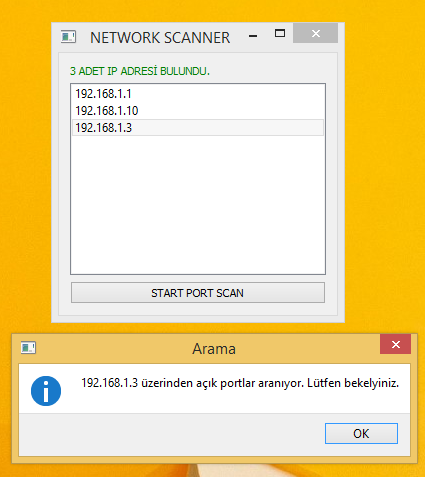 NETWORK SCANNER
3 ADET IP ADRESİ BULUNDU.
192.168.1.1
192.168.1.10
192.168.1.3
START PORT SCAN
Arama
192.168.1.3 üzerinden açık portlar aranıyor. Lütfen bekelyiniz.
OK